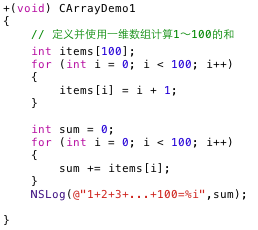 +(void) CArrayDemo1
{
    // 定义并使用一维数组计算1～100的和
    int items[100];
    for (int i = 0; i < 100; i++)
    {
        items[i] = i + 1;
    }

    int sum = 0;
    for (int i = 0; i < 100; i++)
    {
        sum += items[i];
    }
    NSLog(@"1+2+3+...+100=%i",sum);

}